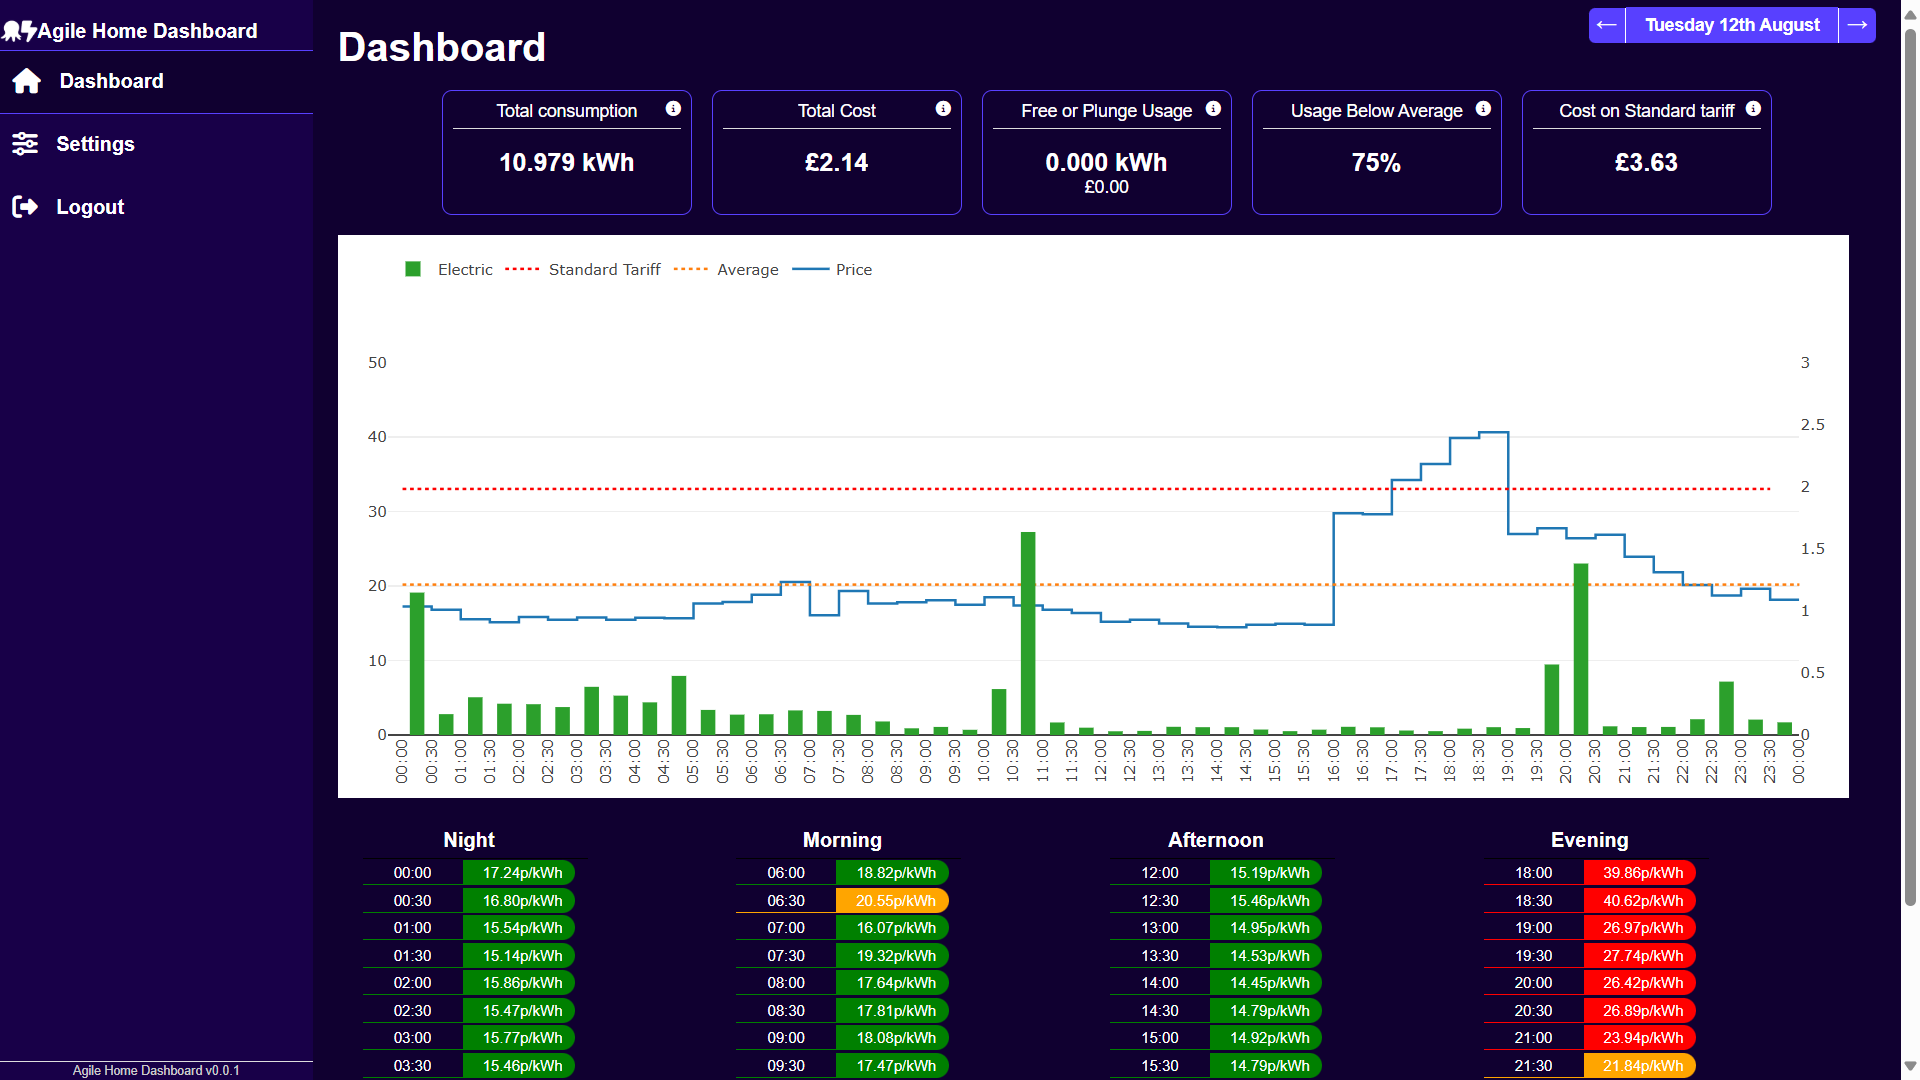 Agile Home Dashboard
Dashboard
Settings
Logout
Agile Home Dashboard v0.0.1
Dashboard
← Tuesday 12th August →
Total consumption
10.979 kWh
Total Cost
£2.14
Free or Plunge Usage
0.000 kWh
£0.00
Usage Below Average
75%
Cost on Standard tariff
£3.63
Electric Standard Tariff Average Price
50
40
30
20
10
0
3
2.5
2
1.5
1
0.5
0
00:00 00:30 01:00 01:30 02:00 02:30 03:00 03:30 04:00 04:30 05:00 05:30 06:00 06:30 07:00 07:30 08:00 08:30 09:00 09:30 10:00 10:30 11:00 11:30 12:00 12:30 13:00 13:30 14:00 14:30 15:00 15:30 16:00 16:30 17:00 17:30 18:00 18:30 19:00 19:30 20:00 20:30 21:00 21:30 22:00 22:30 23:00 23:30 00:00
Night
00:00 17.24p/kWh
00:30 16.80p/kWh
01:00 15.54p/kWh
01:30 15.14p/kWh
02:00 15.86p/kWh
02:30 15.47p/kWh
03:00 15.77p/kWh
03:30 15.46p/kWh
Morning
06:00 18.82p/kWh
06:30 20.55p/kWh
07:00 16.07p/kWh
07:30 19.32p/kWh
08:00 17.64p/kWh
08:30 17.81p/kWh
09:00 18.08p/kWh
09:30 17.47p/kWh
Afternoon
12:00 15.19p/kWh
12:30 15.46p/kWh
13:00 14.95p/kWh
13:30 14.53p/kWh
14:00 14.45p/kWh
14:30 14.79p/kWh
15:00 14.92p/kWh
15:30 14.79p/kWh
Evening
18:00 39.86p/kWh
18:30 40.62p/kWh
19:00 26.97p/kWh
19:30 27.74p/kWh
20:00 26.42p/kWh
20:30 26.89p/kWh
21:00 23.94p/kWh
21:30 21.84p/kWh